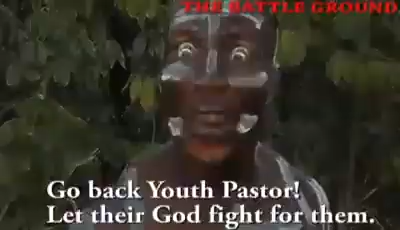 THE BATTLE GROUND
Go back Youth Pastor!
Let their God fight for them.